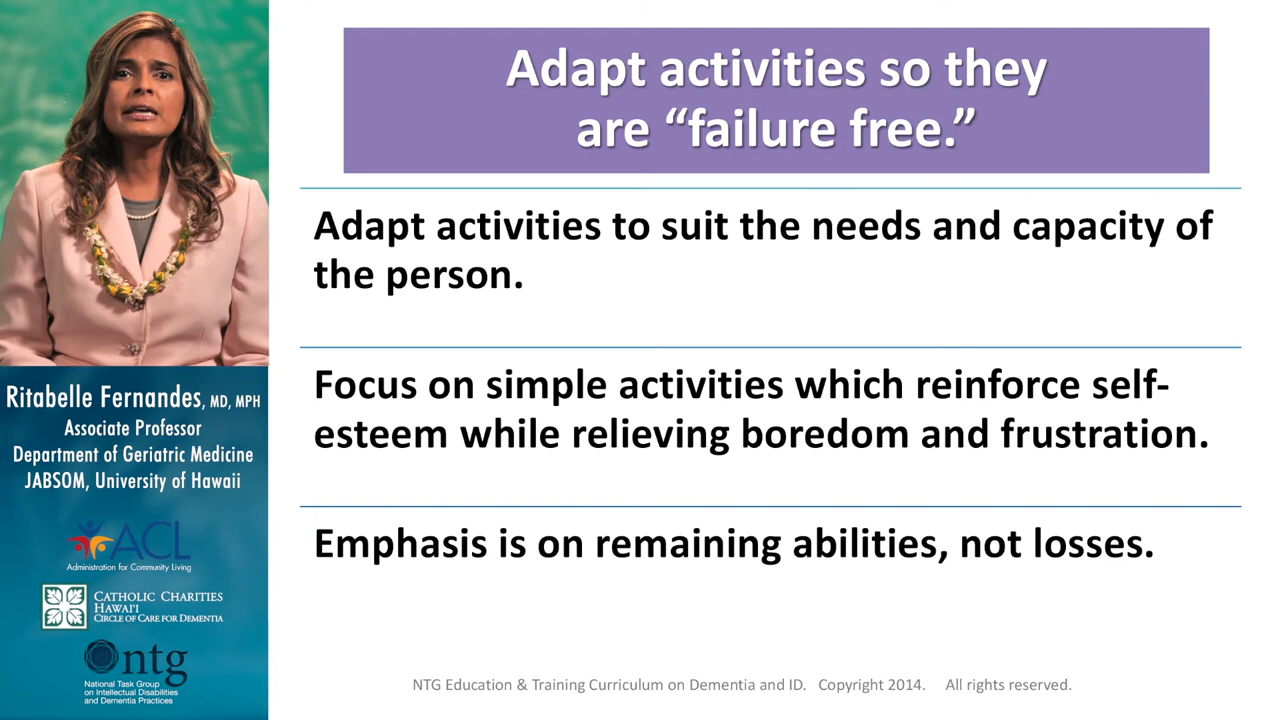 Adapt activities so they
are “failure free.”
Adapt activities to suit the needs and capacity of
the person.
Focus on simple activities which reinforce self-
esteem while relieving boredom and frustration.
Emphasis is on remaining abilities, not losses.
NTG Education & Training Curriculum on Dementia and ID. Copyright 2014. All rights reserved.
Ritabelle Fernandes, MD, MPH
Associate Professor
Department of Geriatric Medicine
JABSOM, University of Hawaii
ACL
Administration for Community Living
CATHOLIC CHARITIES
HAWAI‘I
CIRCLE OF CARE FOR DEMENTIA
ntg
National Task Group
on Intellectual Disabilities
and Dementia Practices